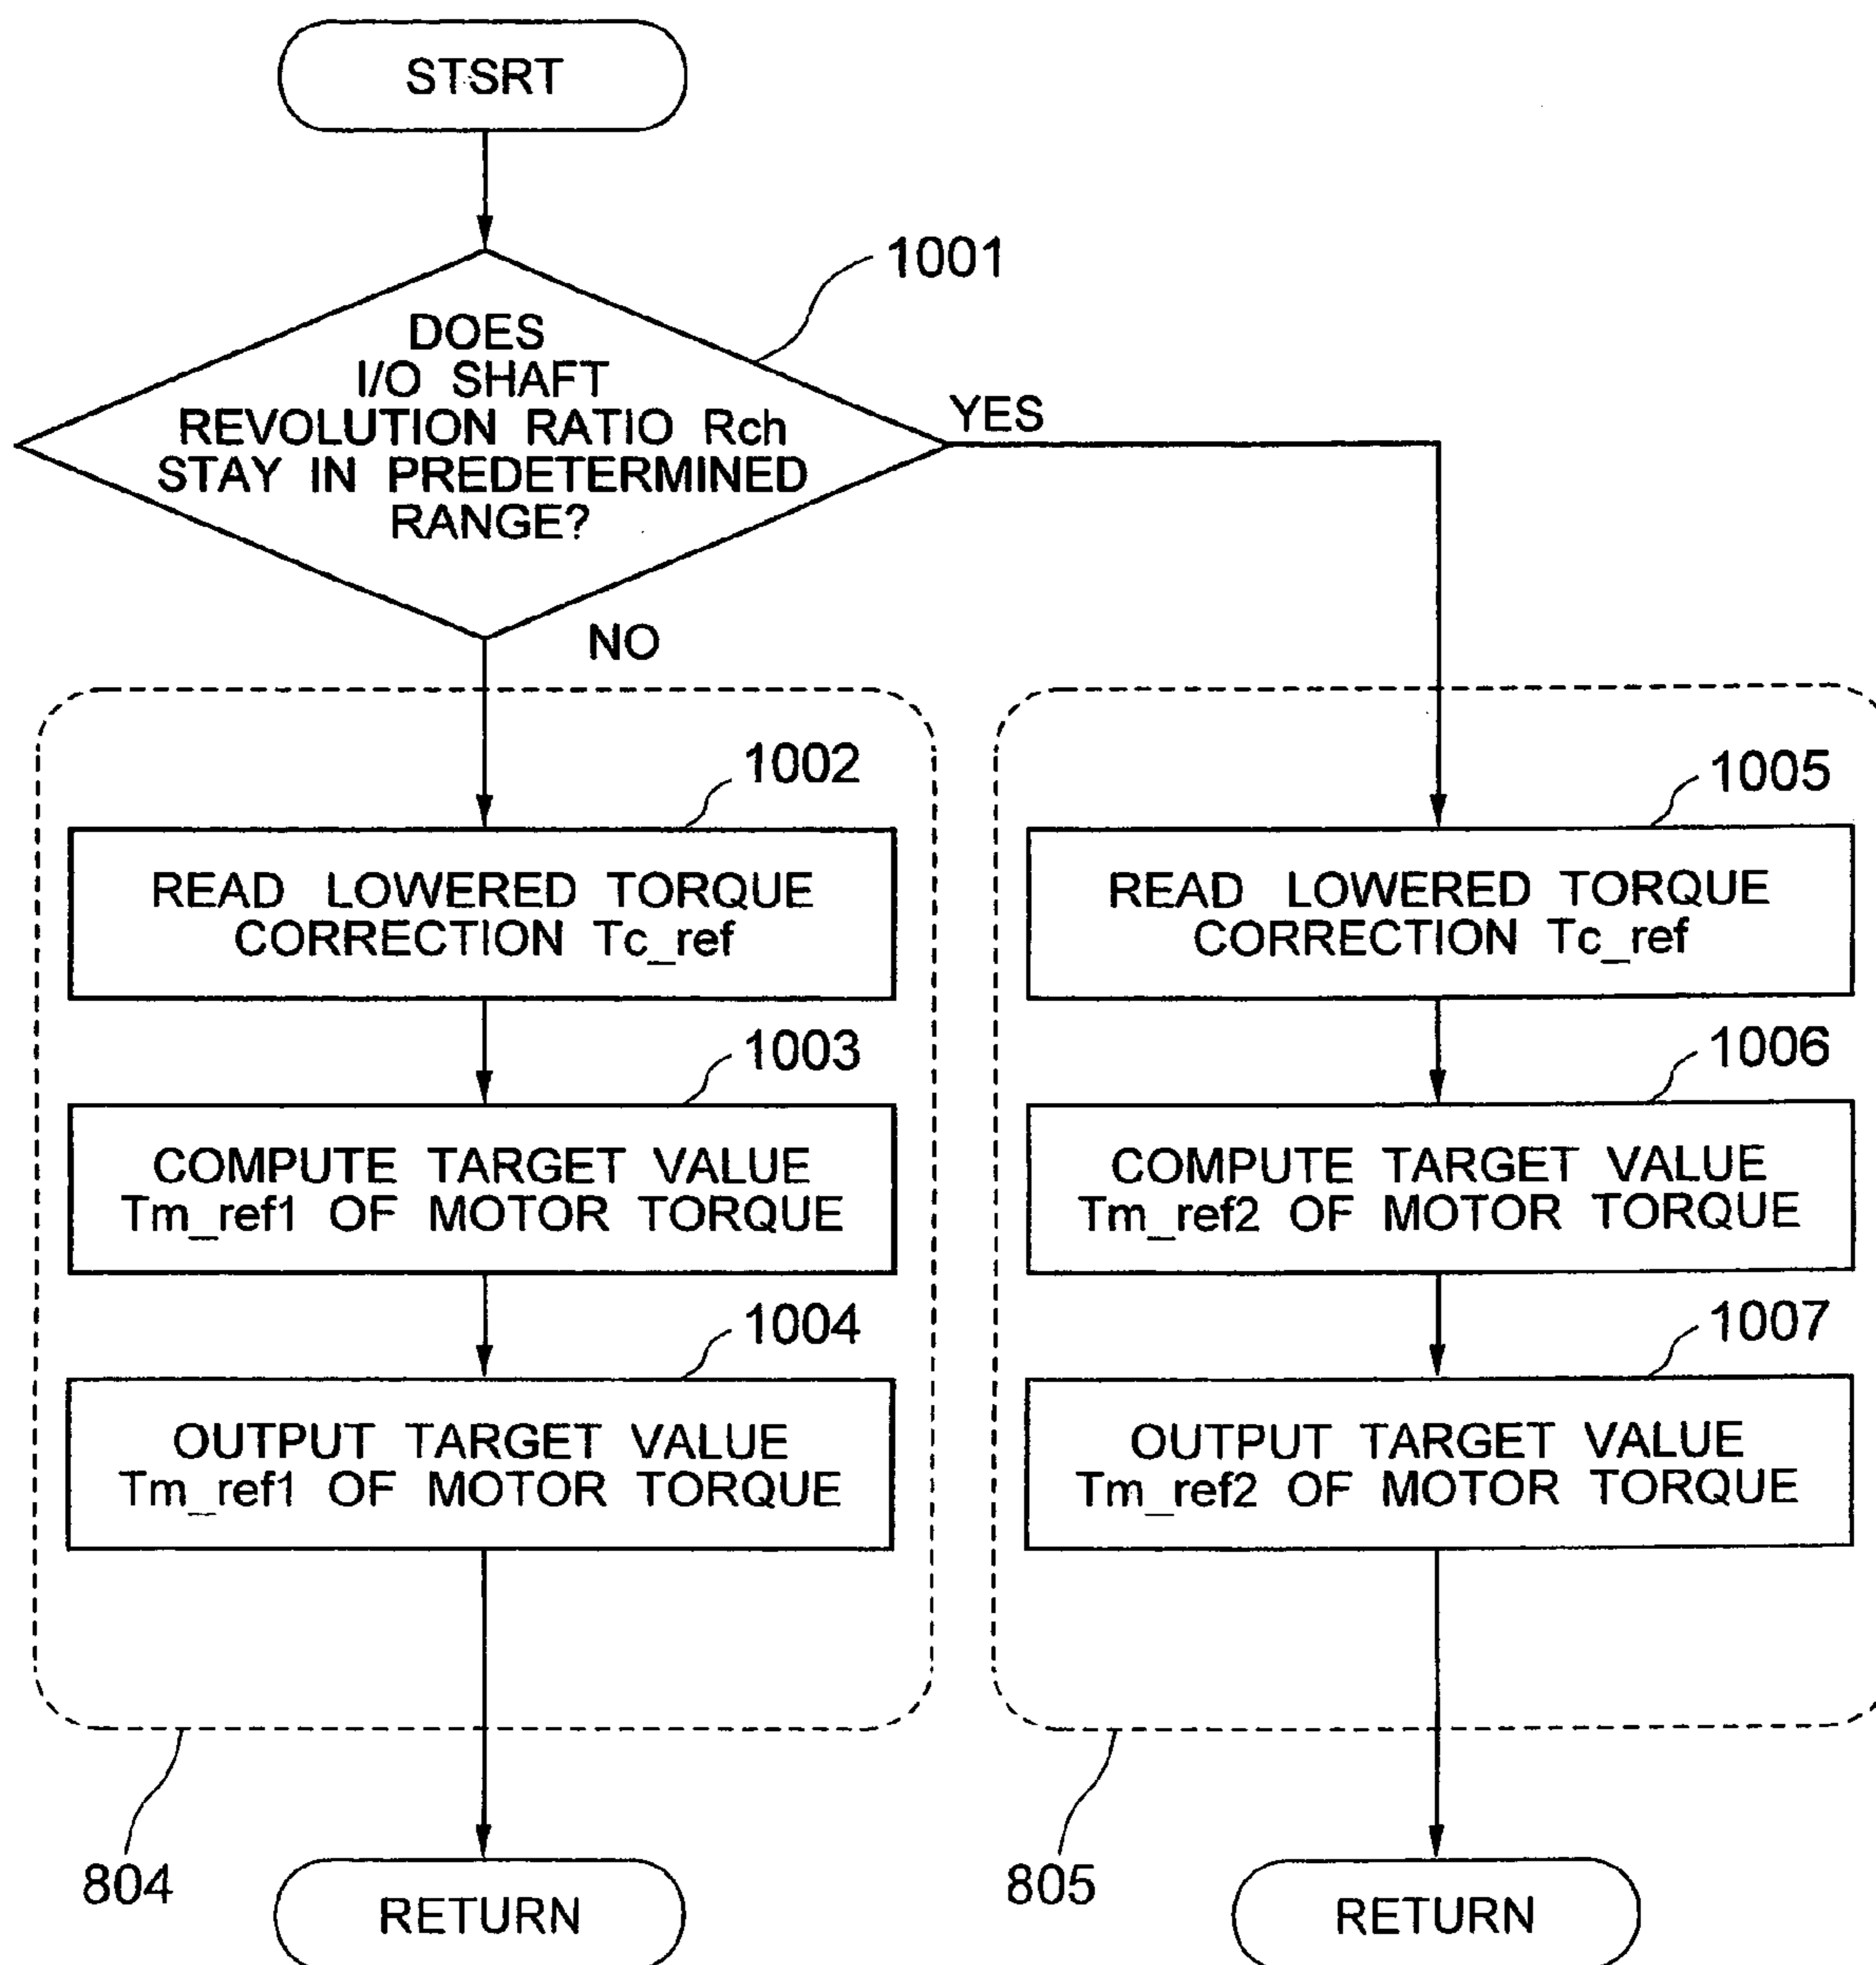 STSRT
1001
DOES
I/O SHAFT
REVOLUTION RATIO Rch
STAY IN PREDETERMINED
RANGE?
YES
NO
1002
READ LOWERED TORQUE
CORRECTION Tc_ref
1003
COMPUTE TARGET VALUE
Tm_ref1 OF MOTOR TORQUE
1004
OUTPUT TARGET VALUE
Tm_ref1 OF MOTOR TORQUE
804
RETURN
1005
READ LOWERED TORQUE
CORRECTION Tc_ref
1006
COMPUTE TARGET VALUE
Tm_ref2 OF MOTOR TORQUE
1007
OUTPUT TARGET VALUE
Tm_ref2 OF MOTOR TORQUE
805
RETURN